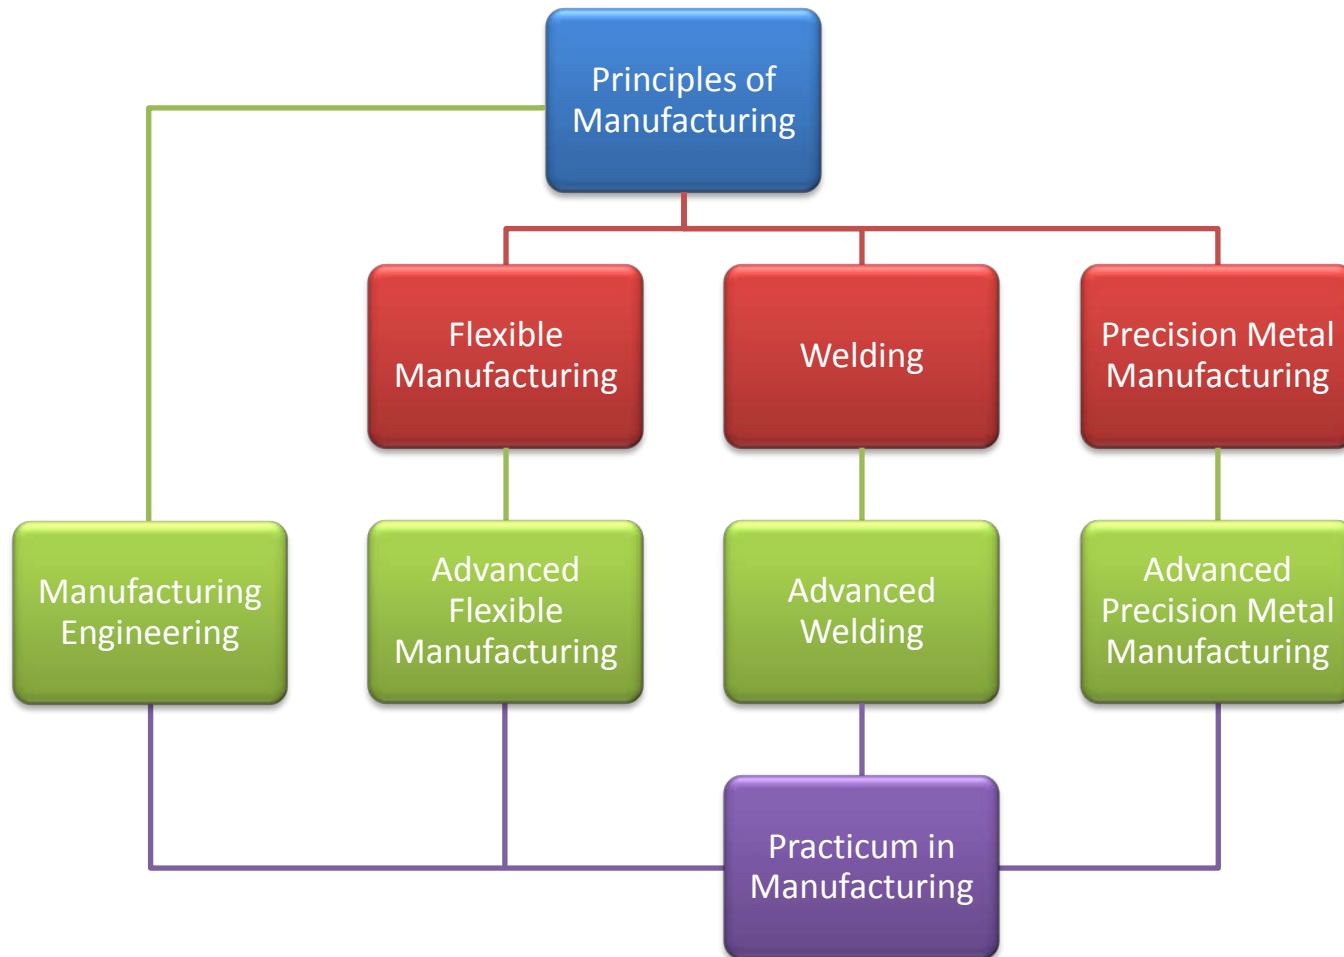 Principles of
Manufacturing
Flexible
Manufacturing
Welding
Precision Metal
Manufacturing
Manufacturing
Engineering
Advanced
Flexible
Manufacturing
Advanced
Welding
Advanced
Precision Metal
Manufacturing
Practicum in
Manufacturing